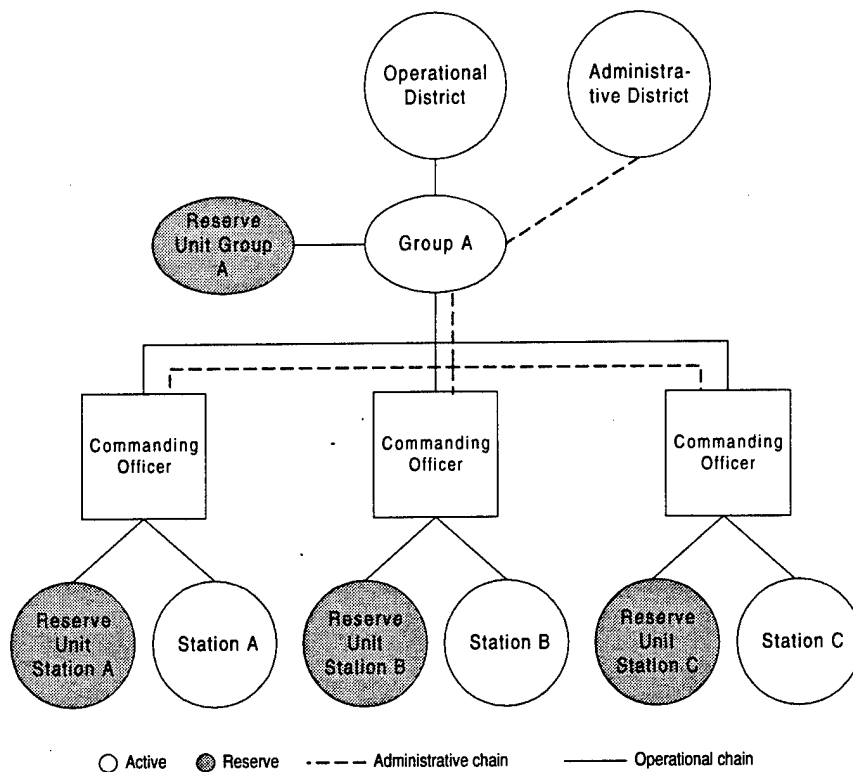 Operational
District
Administra-
tive District
Reserve
Unit Group
A
Group A
Commanding
Officer
Commanding
Officer
Commanding
Officer
Reserve
Unit
Station A
Station A
Reserve
Unit
Station B
Station B
Reserve
Unit
Station C
Station C
Active
Reserve
Administrative chain
Operational chain